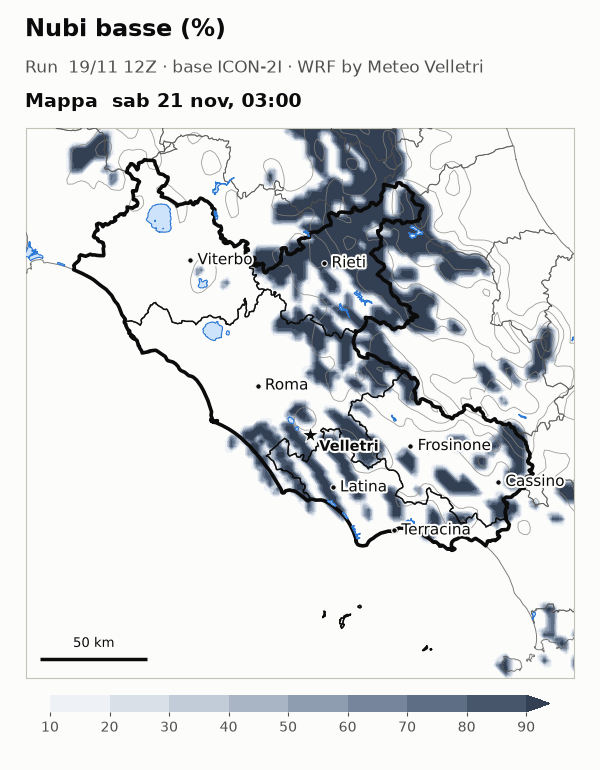 Nubi basse (%)
Run  19/11 12Z · base ICON-2I · WRF by Meteo Velletri
Mappa  sab 21 nov, 03:00
Viterbo
Rieti
Roma
Velletri
Frosinone
Latina
Cassino
Terracina
50 km
10 20 30 40 50 60 70 80 90